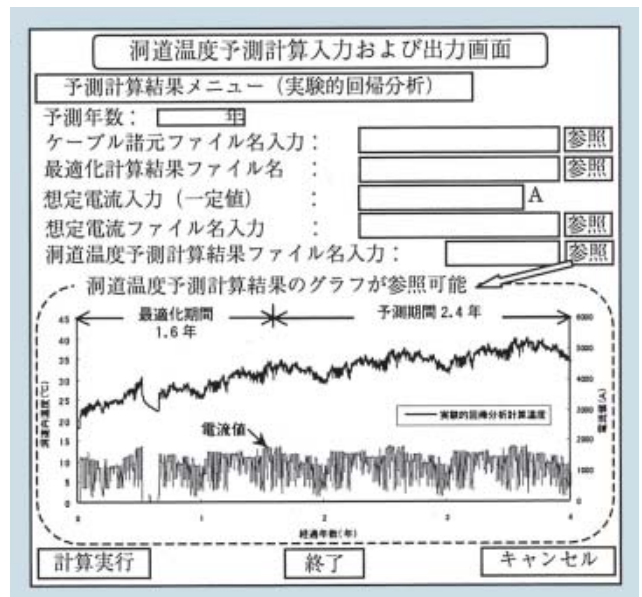 洞道温度予測計算入力および出力画面
予測計算結果メニュー（実験的回帰分析）
予測年数： 年
ケーブル諸元ファイル名入力： 参照
最適化計算結果ファイル名 ： 参照
想定電流入力（一定値） ： A
想定電流ファイル名入力 ： 参照
洞道温度予測計算結果ファイル名入力： 参照
洞道温度予測計算結果のグラフが参照可能
最適化期間
1.6 年
予測期間 2.4 年
45
40
35
30
25
20
15
10
5
0
洞道内温度(℃)
6000
5000
4000
3000
2000
1000
0
電流値(A)
実験的回帰分析計算温度
電流値
0 1 2 3 4
経過年数(年)
計算実行 終了 キャンセル